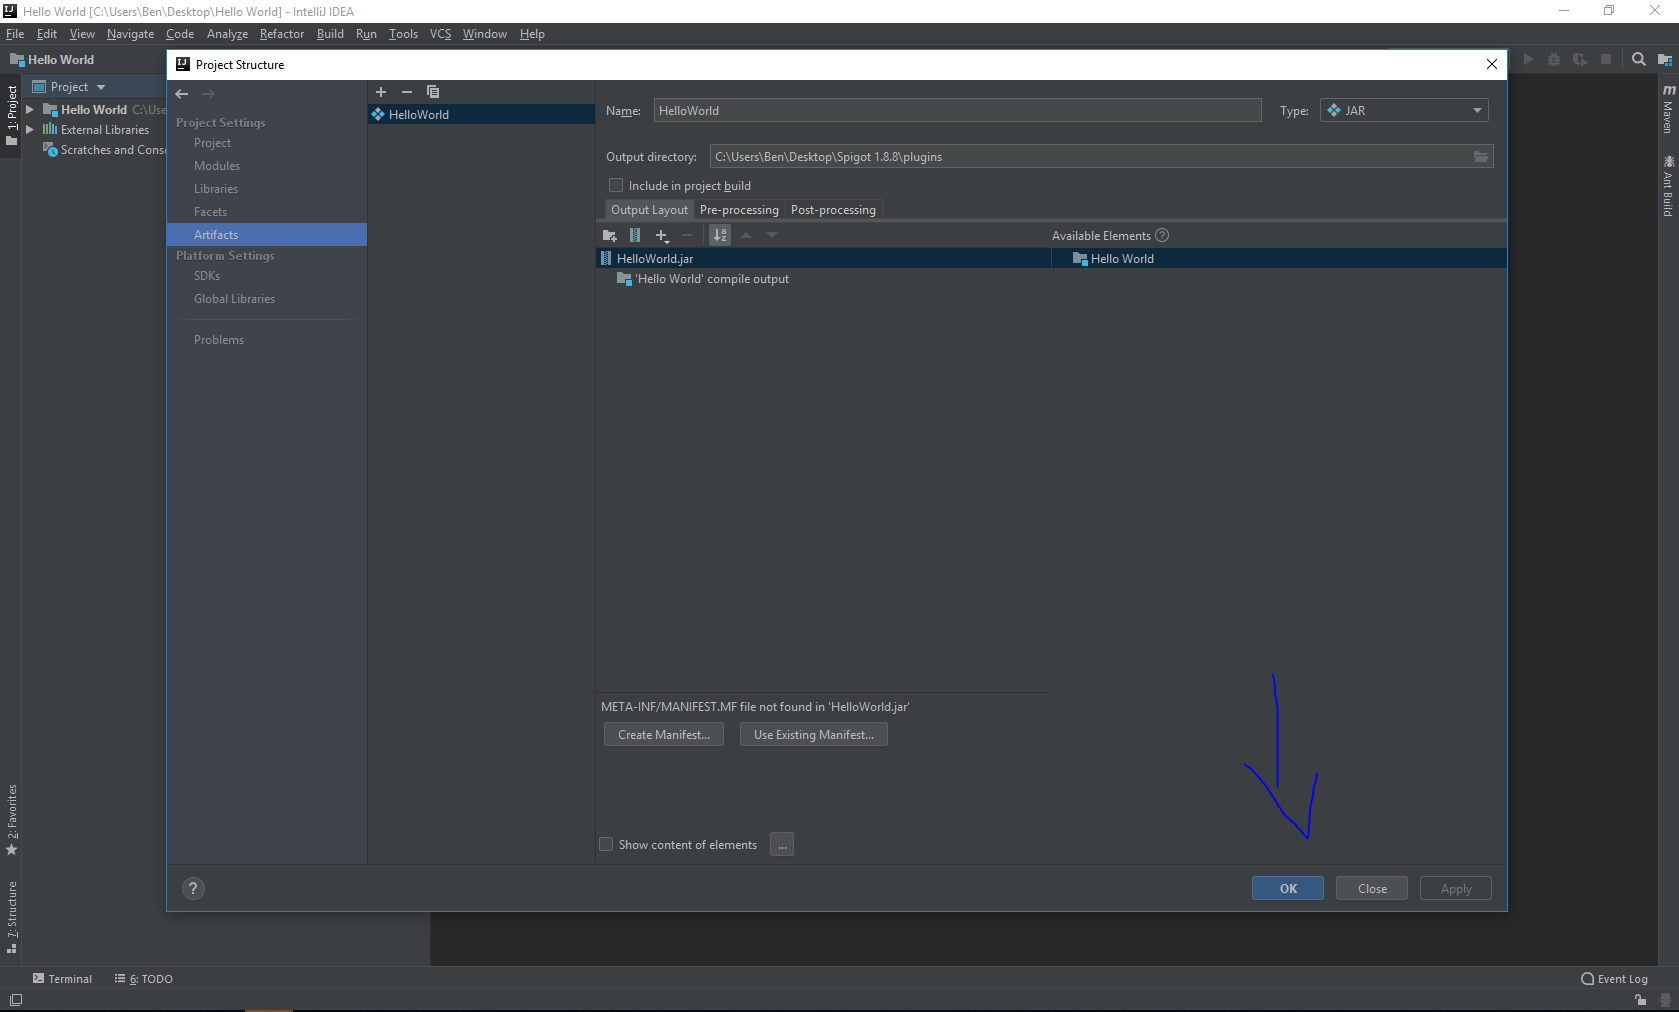 Hello World [C:\Users\Ben\Desktop\Hello World] - IntelliJ IDEA
File Edit View Navigate Code Analyze Refactor Build Run Tools VCS Window Help
Hello World
Project Structure
1: Project
Project
Hello World C:\Use
External Libraries
Scratches and Cons
Project Settings
Project
Modules
Libraries
Facets
Artifacts
Platform Settings
SDKs
Global Libraries
Problems
HelloWorld
Name: HelloWorld Type: JAR
Output directory: C:\Users\Ben\Desktop\Spigot 1.8.8\plugins
Include in project build
Output Layout Pre-processing Post-processing
Available Elements ?
HelloWorld.jar
Hello World
'Hello World' compile output
META-INF/MANIFEST.MF file not found in 'HelloWorld.jar'
Create Manifest... Use Existing Manifest...
Show content of elements ...
? OK Close Apply
m Maven
Ant Build
2: Favorites
7: Structure
Terminal 6: TODO Event Log